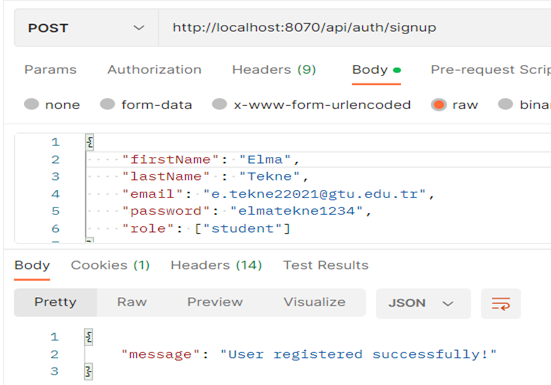 POST http://localhost:8070/api/auth/signup
Params Authorization Headers (9) Body Pre-request Scrip
none form-data x-www-form-urlencoded raw binar
1 {
2 "firstName": "Elma",
3 "lastName" : "Tekne",
4 "email": "e.tekne22021@gtu.edu.tr",
5 "password": "elmatekne1234",
6 "role": ["student"]
Body Cookies (1) Headers (14) Test Results
Pretty Raw Preview Visualize JSON
1 {
2 "message": "User registered successfully!"
3 }